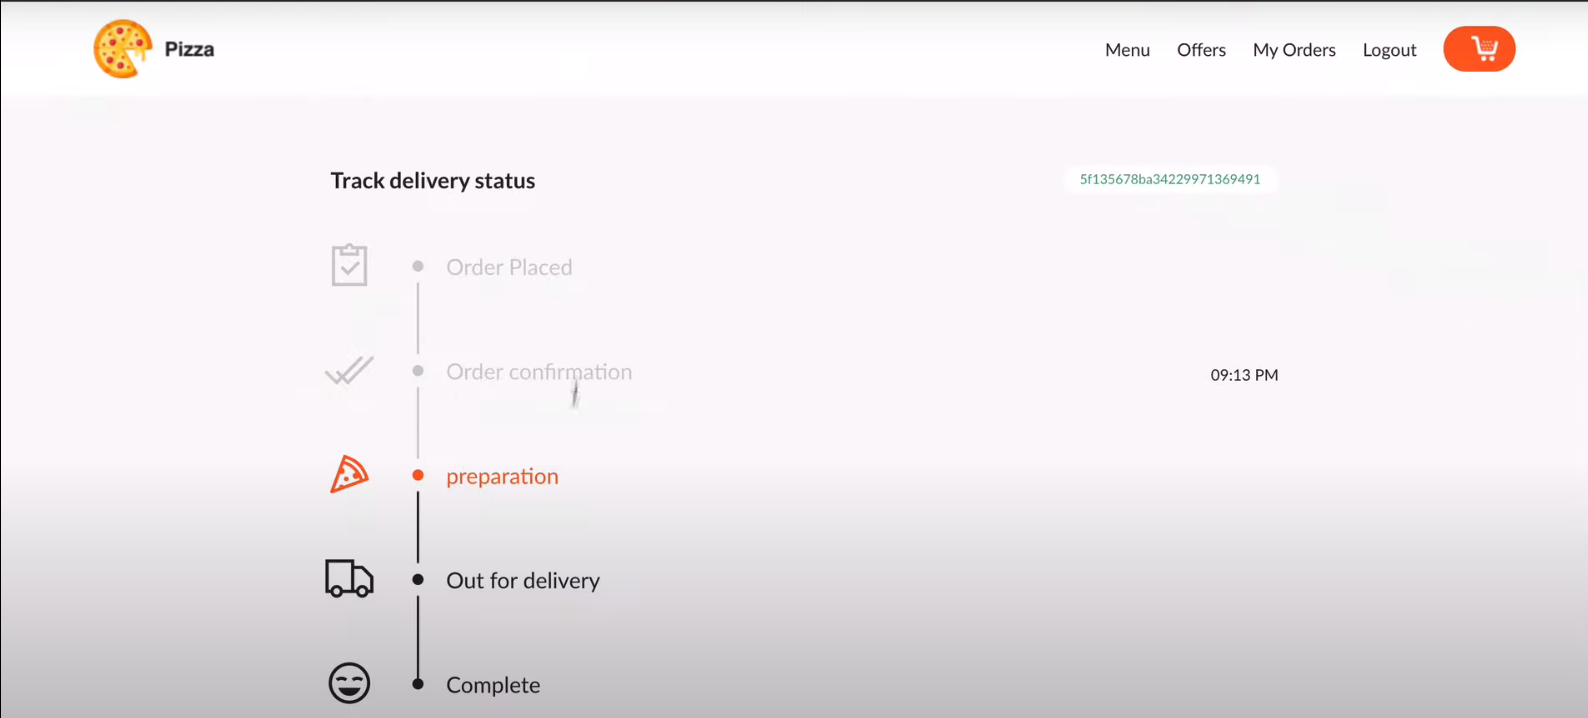 Pizza
Menu Offers My Orders Logout
Track delivery status
5f135678ba34229971369491
Order Placed
Order confirmation
09:13 PM
preparation
Out for delivery
Complete